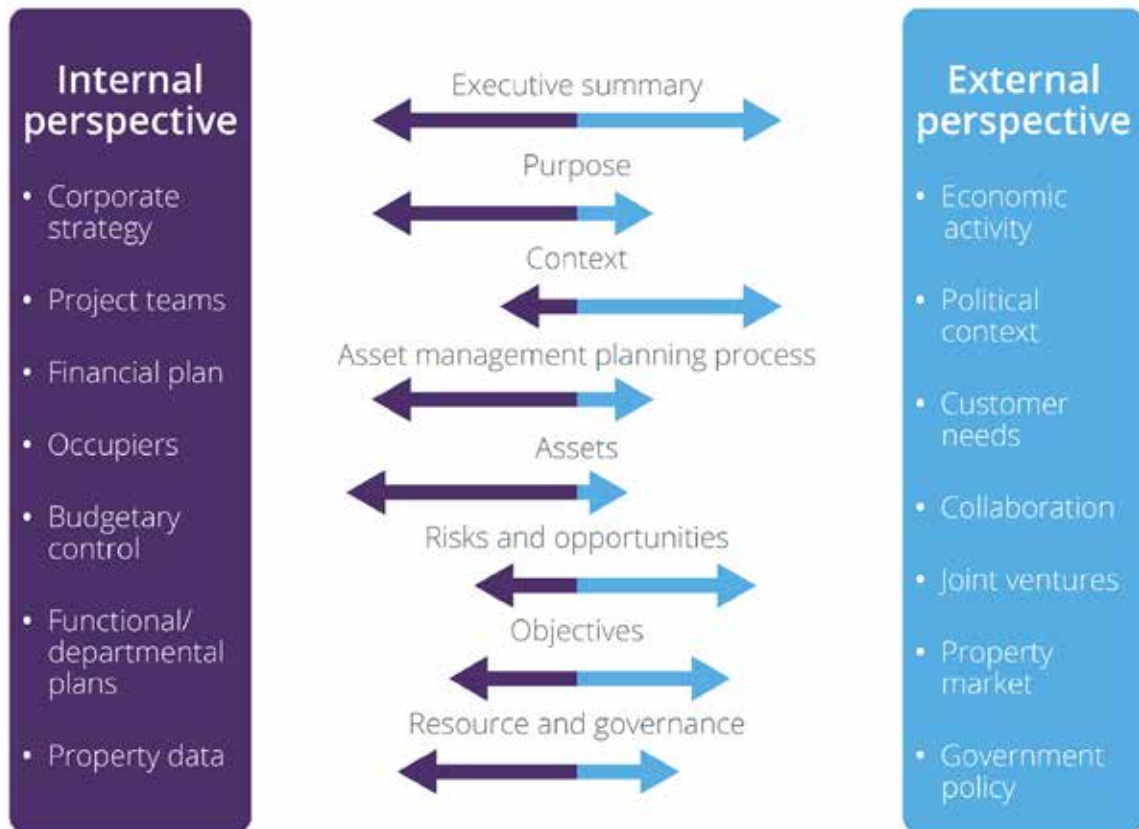 Internal
perspective
• Corporate
strategy
• Project teams
• Financial plan
• Occupiers
• Budgetary
control
• Functional/
departmental
plans
• Property data
Executive summary
Purpose
Context
Asset management planning process
Assets
Risks and opportunities
Objectives
Resource and governance
External
perspective
• Economic
activity
• Political
context
• Customer
needs
• Collaboration
• Joint ventures
• Property
market
• Government
policy